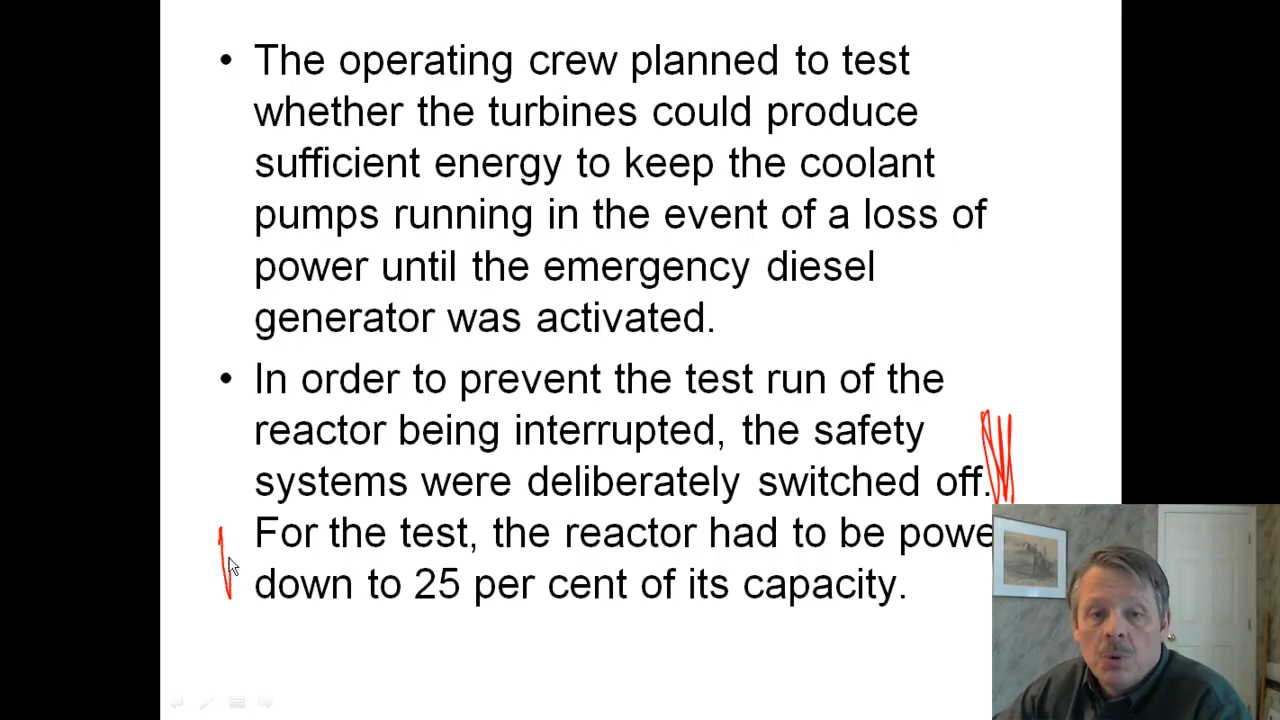 • The operating crew planned to test
whether the turbines could produce
sufficient energy to keep the coolant
pumps running in the event of a loss of
power until the emergency diesel
generator was activated.
• In order to prevent the test run of the
reactor being interrupted, the safety
systems were deliberately switched off.
For the test, the reactor had to be powe
down to 25 per cent of its capacity.